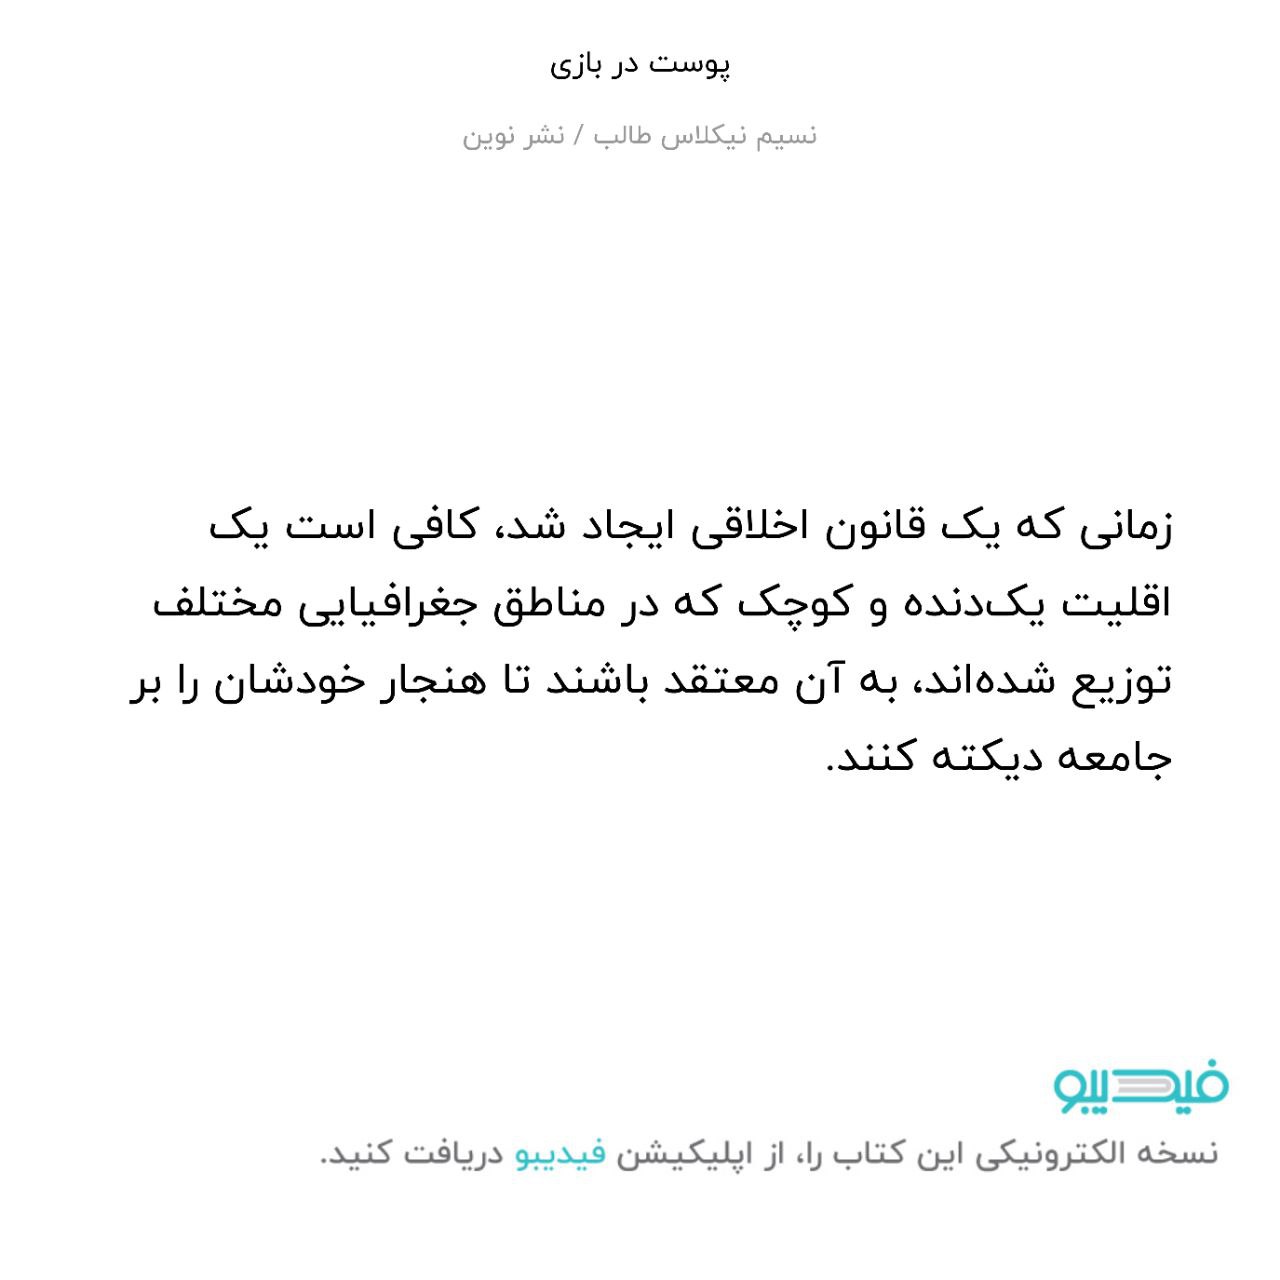 پوست در بازی
نسیم نیکلاس طالب / نشر نوین
زمانی که یک قانون اخلاقی ایجاد شد، کافی است یک
اقلیت یک‌دنده و کوچک که در مناطق جغرافیایی مختلف
توزیع شده‌اند، به آن معتقد باشند تا هنجار خودشان را بر
جامعه دیکته کنند.
فیدیبو
نسخه الکترونیکی این کتاب را، از اپلیکیشن فیدیبو دریافت کنید.